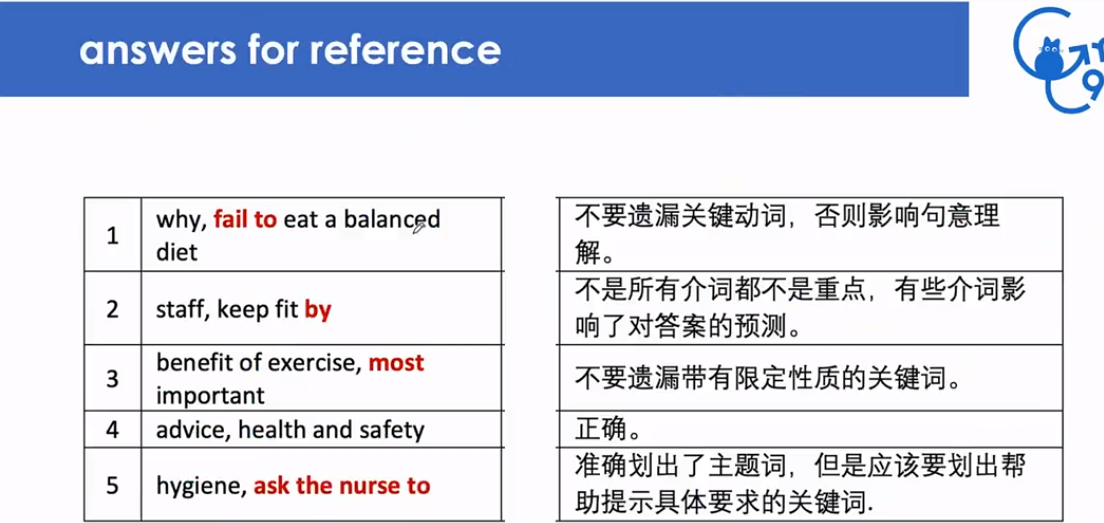 answers for reference
1
why, fail to eat a balanced
diet
不要遗漏关键动词，否则影响句意理
解。
2
staff, keep fit by
不是所有介词都不是重点，有些介词影
响了对答案的预测。
3
benefit of exercise, most
important
不要遗漏带有限定性质的关键词。
4
advice, health and safety
正确。
5
hygiene, ask the nurse to
准确划出了主题词，但是应该要划出帮
助提示具体要求的关键词.